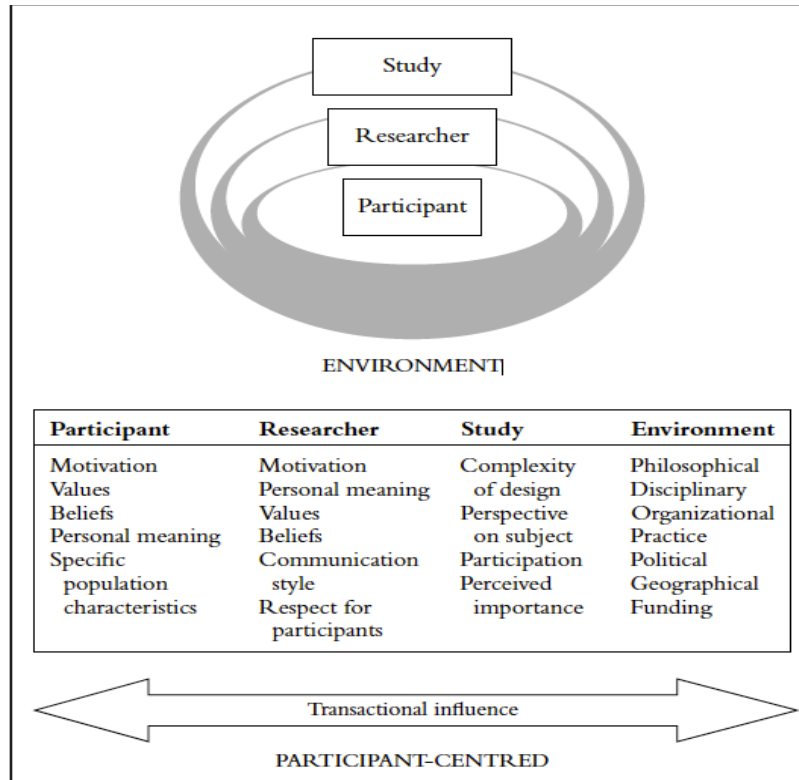 Study
Researcher
Participant
ENVIRONMENT
Participant Researcher Study Environment
Motivation Motivation Complexity Philosophical
Values Personal meaning of design Disciplinary
Beliefs Values Perspective Organizational
Personal meaning Beliefs on subject Practice
Specific Communication Participation Political
population style Perceived Geographical
characteristics Respect for importance Funding
participants
Transactional influence
PARTICIPANT-CENTRED